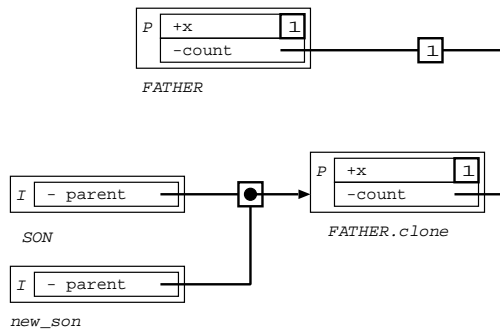 P +x 1
-count 1
FATHER
P +x 1
-count
FATHER.clone
I - parent
SON
I - parent
new_son